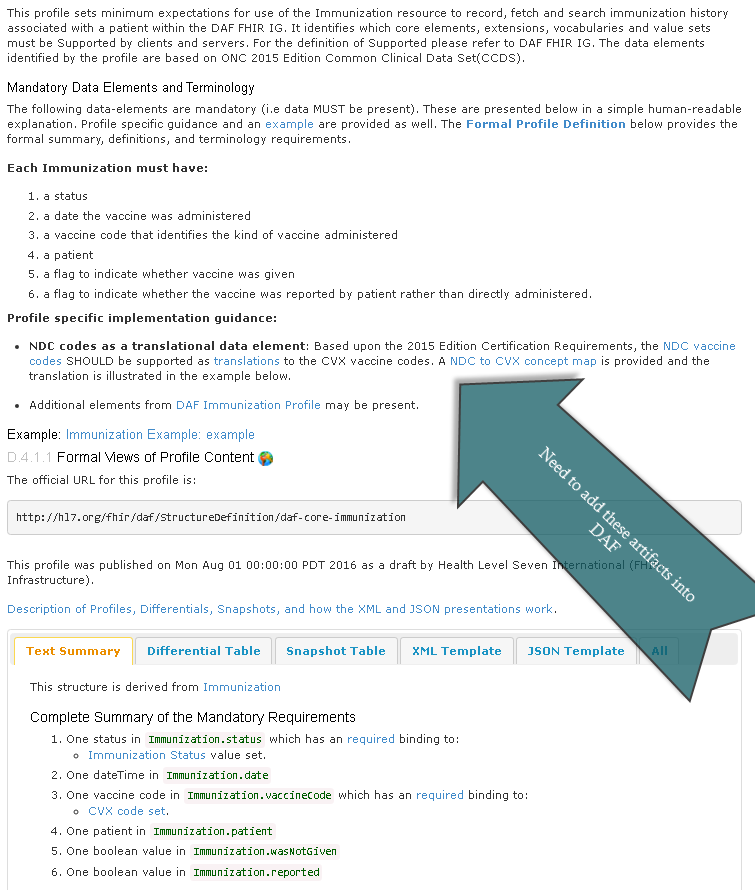 This profile sets minimum expectations for use of the Immunization resource to record, fetch and search immunization history
associated with a patient within the DAF FHIR IG. It identifies which core elements, extensions, vocabularies and value sets
must be Supported by clients and servers. For the definition of Supported please refer to DAF FHIR IG. The data elements
identified by the profile are based on ONC 2015 Edition Common Clinical Data Set(CCDS).
Mandatory Data Elements and Terminology
The following data-elements are mandatory (i.e data MUST be present). These are presented below in a simple human-readable
explanation. Profile specific guidance and an example are provided as well. The Formal Profile Definition below provides the
formal summary, definitions, and terminology requirements.
Each Immunization must have:
1. a status
2. a date the vaccine was administered
3. a vaccine code that identifies the kind of vaccine administered
4. a patient
5. a flag to indicate whether vaccine was given
6. a flag to indicate whether the vaccine was reported by patient rather than directly administered.
Profile specific implementation guidance:
• NDC codes as a translational data element: Based upon the 2015 Edition Certification Requirements, the NDC vaccine
codes SHOULD be supported as translations to the CVX vaccine codes. A NDC to CVX concept map is provided and the
translation is illustrated in the example below.
• Additional elements from DAF Immunization Profile may be present.
Example: Immunization Example: example
D.4.1.1 Formal Views of Profile Content
The official URL for this profile is:
http://hl7.org/fhir/daf/StructureDefinition/daf-core-immunization
Need to add these artifacts into
DAF
This profile was published on Mon Aug 01 00:00:00 PDT 2016 as a draft by Health Level Seven International (FHIR
Infrastructure).
Description of Profiles, Differentials, Snapshots, and how the XML and JSON presentations work.
Text Summary Differential Table Snapshot Table XML Template JSON Template All
This structure is derived from Immunization
Complete Summary of the Mandatory Requirements
1. One status in Immunization.status which has an required binding to:
◦ Immunization Status value set.
2. One dateTime in Immunization.date
3. One vaccine code in Immunization.vaccineCode which has an required binding to:
◦ CVX code set.
4. One patient in Immunization.patient
5. One boolean value in Immunization.wasNotGiven
6. One boolean value in Immunization.reported